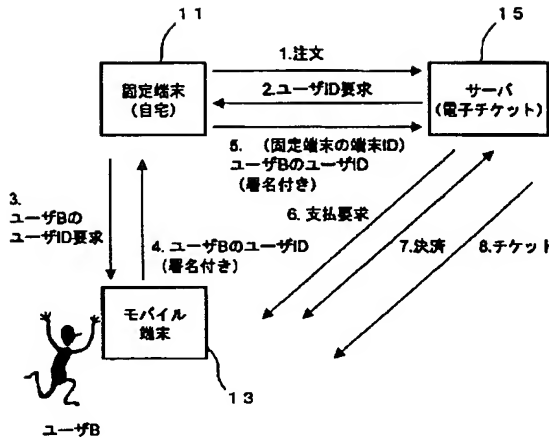 11
15
固定端末
(自宅)
1.注文
2.ユーザID要求
サーバ
(電子チケット)
5. (固定端末の端末ID)
ユーザBのユーザID
(署名付き)
3.
ユーザBの
ユーザID要求
4. ユーザBのユーザID
(署名付き)
6. 支払要求
7.決済
8.チケット
モバイル
端末
13
ユーザB